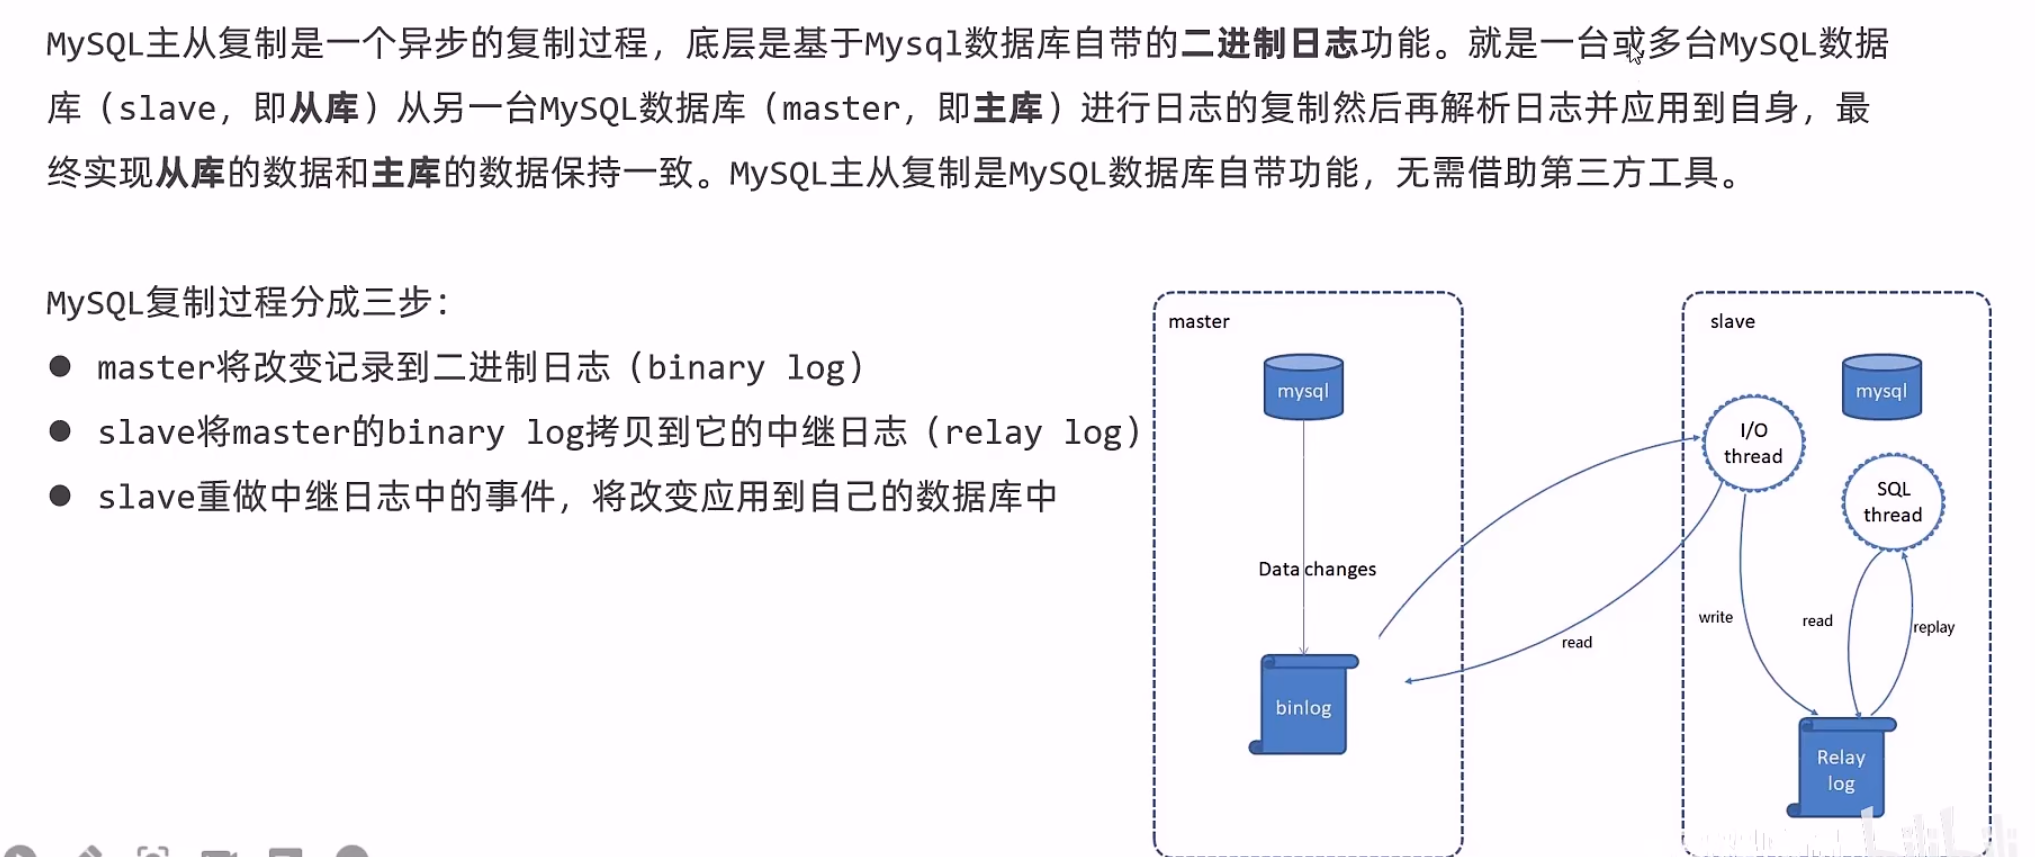 MySQL主从复制是一个异步的复制过程，底层是基于Mysql数据库自带的二进制日志功能。就是一台或多台MySQL数据
库（slave，即从库）从另一台MySQL数据库（master，即主库）进行日志的复制然后再解析日志并应用到自身，最
终实现从库的数据和主库的数据保持一致。MySQL主从复制是MySQL数据库自带功能，无需借助第三方工具。
MySQL复制过程分成三步：
● master将改变记录到二进制日志（binary log）
● slave将master的binary log拷贝到它的中继日志（relay log）
● slave重做中继日志中的事件，将改变应用到自己的数据库中
master
mysql
Data changes
binlog
read
slave
mysql
I/O
thread
SQL
thread
write
read
replay
Relay
log